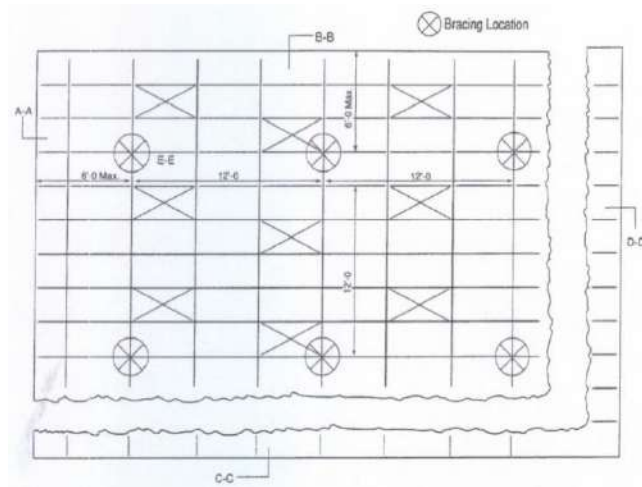 Bracing Location
B-B
A-A
6'-0 Max.
E-E
6'-0 Max.
12'-0
12'-0
D-D
12'-0
C-C